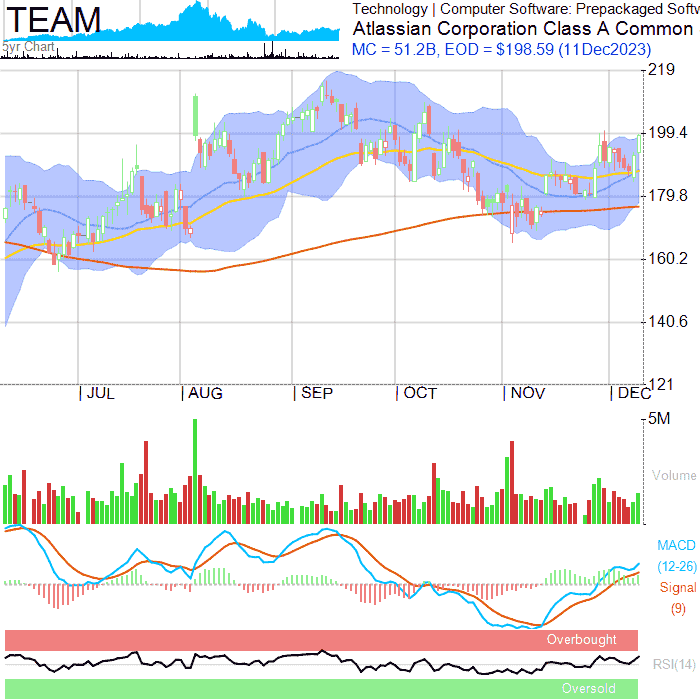 TEAM
5yr Chart
Technology | Computer Software: Prepackaged Softw
Atlassian Corporation Class A Common
MC = 51.2B, EOD = $198.59 (11Dec2023)
219
199.4
179.8
160.2
140.6
121
| JUL
| AUG
| SEP
| OCT
| NOV
| DEC
5M
Volume
MACD
(12-26)
Signal
(9)
Overbought
RSI(14)
Oversold